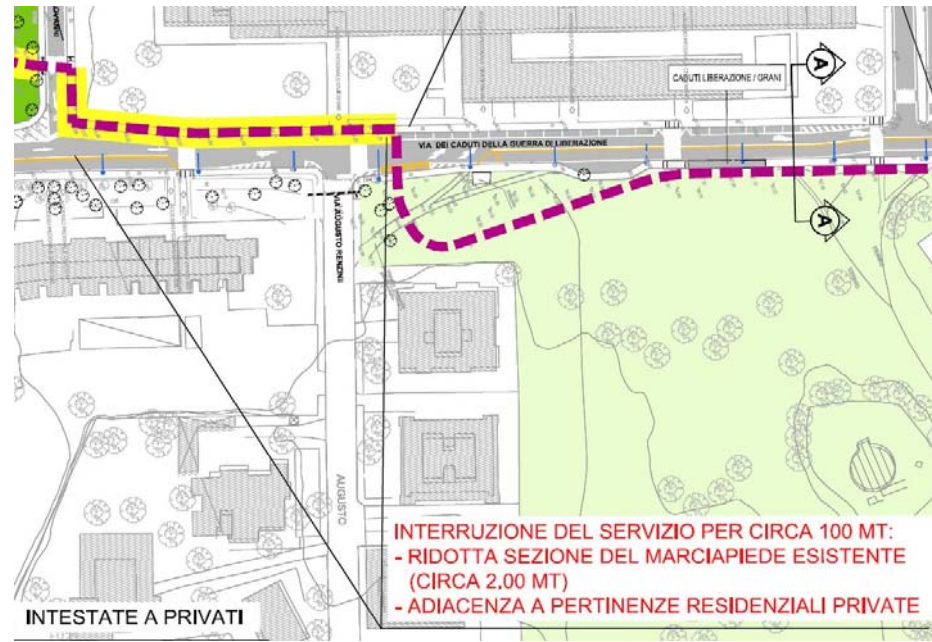 CADUTI LIBERAZIONE / GRANI
A
VIA DEI CADUTI DELLA GUERRA DI LIBERAZIONE
A
VIA AUGUSTO RENZINI
AUGUSTO
INTERRUZIONE DEL SERVIZIO PER CIRCA 100 MT:
- RIDOTTA SEZIONE DEL MARCIAPIEDE ESISTENTE
(CIRCA 2.00 MT)
- ADIACENZA A PERTINENZE RESIDENZIALI PRIVATE
INTESTATE A PRIVATI